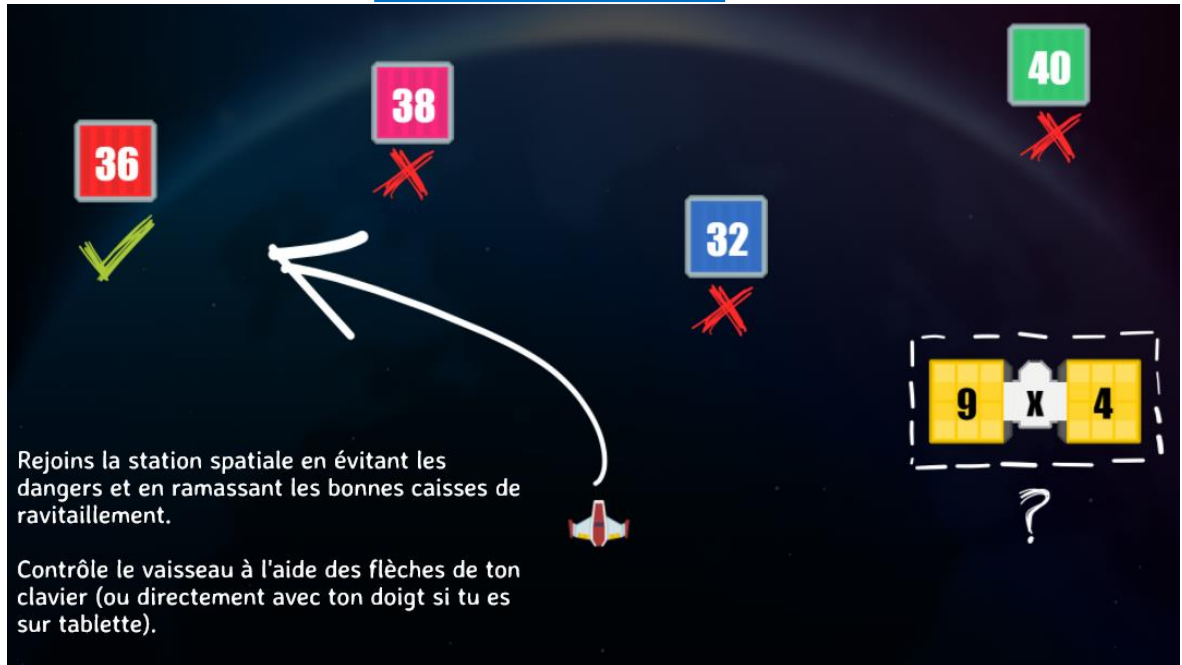 40
38
36
32
9 x 4
?
Rejoins la station spatiale en évitant les
dangers et en ramassant les bonnes caisses de
ravitaillement.
Contrôle le vaisseau à l'aide des flèches de ton
clavier (ou directement avec ton doigt si tu es
sur tablette).